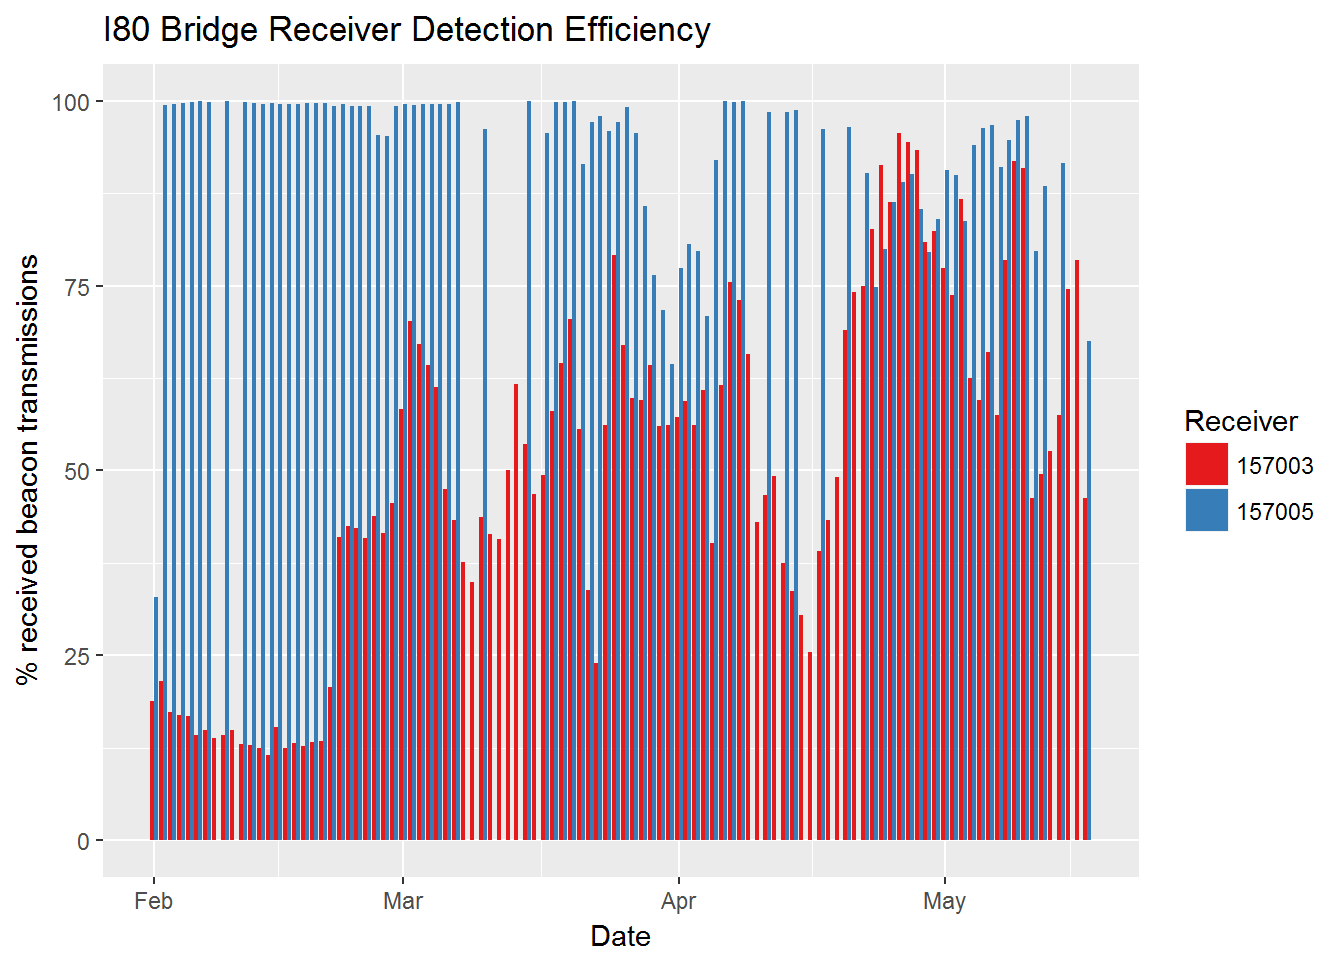 I80 Bridge Receiver Detection Efficiency
% received beacon transmissions
100
75
50
25
0
Feb Mar Apr May
Date
Receiver
157003
157005